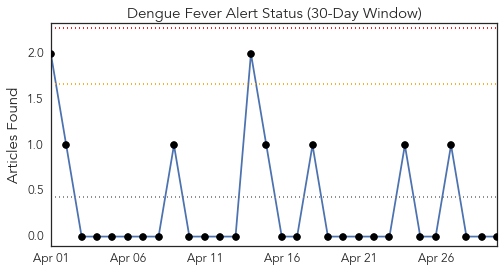 Dengue Fever Alert Status (30-Day Window)
Articles Found
2.0
1.5
1.0
0.5
0.0
Apr 01 Apr 06 Apr 11 Apr 16 Apr 21 Apr 26